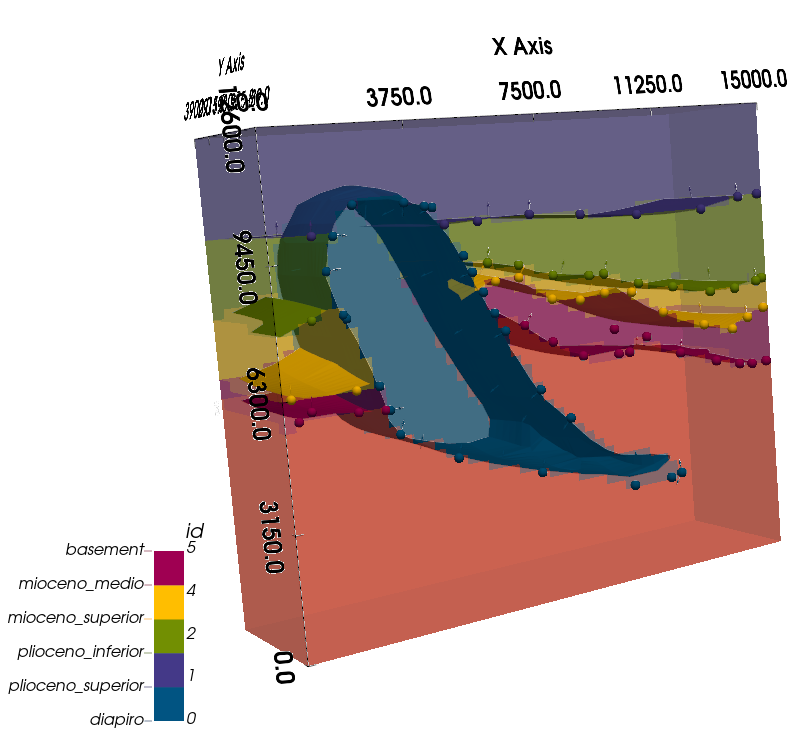 X Axis
Y Axis
3750.0
7500.0
11250.0
15000.0
9450.0
6300.0
3150.0
0.0
id
basement
5
mioceno_medio
4
mioceno_superior
2
plioceno_inferior
1
plioceno_superior
diapiro
0